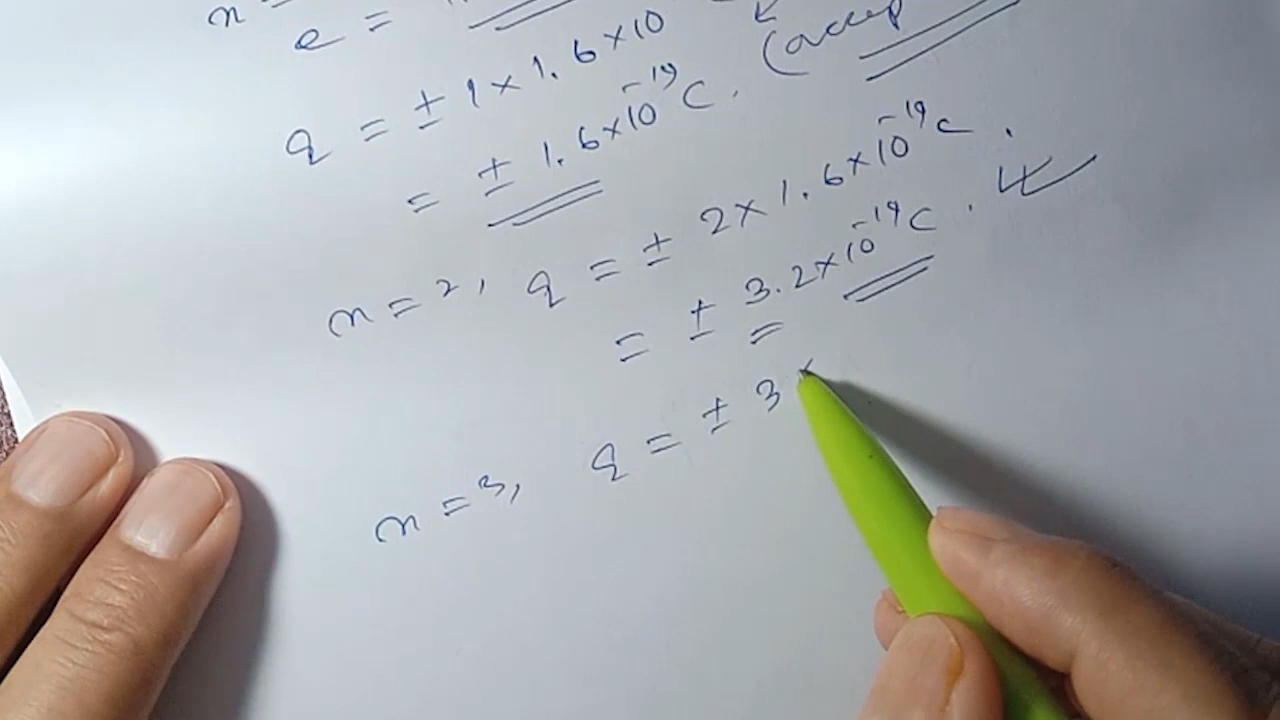 n =
e =
q = ± 1 × 1.6×10
= ± 1.6×10⁻¹⁹ C. (accep
n = 2, q = ± 2 × 1.6×10⁻¹⁹ C.
= ± 3.2×10⁻¹⁹ C.
n = 3, q = ± 3 ×